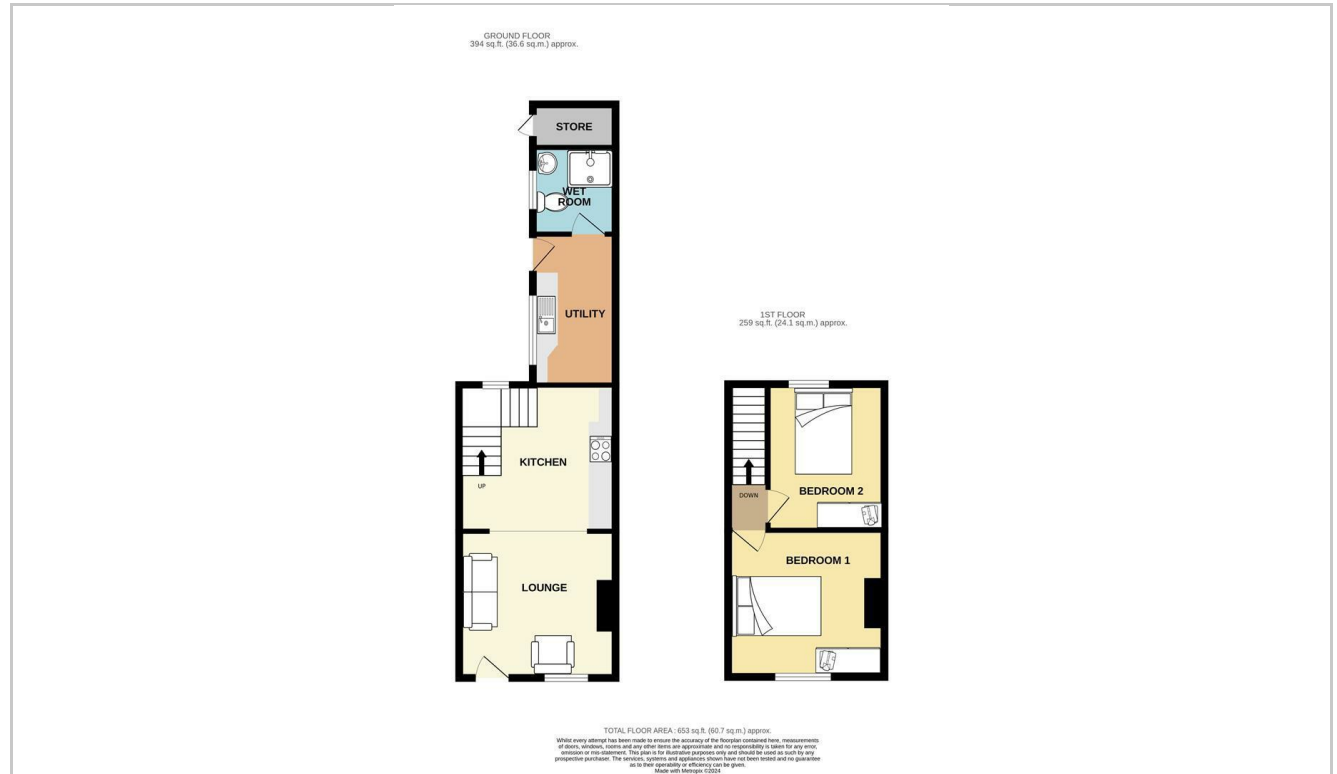 GROUND FLOOR
394 sq.ft. (36.6 sq.m.) approx.
STORE
WET
ROOM
UTILITY
KITCHEN
UP
LOUNGE
1ST FLOOR
259 sq.ft. (24.1 sq.m.) approx.
BEDROOM 2
DOWN
BEDROOM 1
TOTAL FLOOR AREA : 653 sq.ft. (60.7 sq.m.) approx.
Whilst every attempt has been made to ensure the accuracy of the floorplan contained here, measurements
of doors, windows, rooms and any other items are approximate and no responsibility is taken for any error,
omission or mis-statement. This plan is for illustrative purposes only and should be used as such by any
prospective purchaser. The services, systems and appliances shown have not been tested and no guarantee
as to their operability or efficiency can be given.
Made with Metropix ©2024